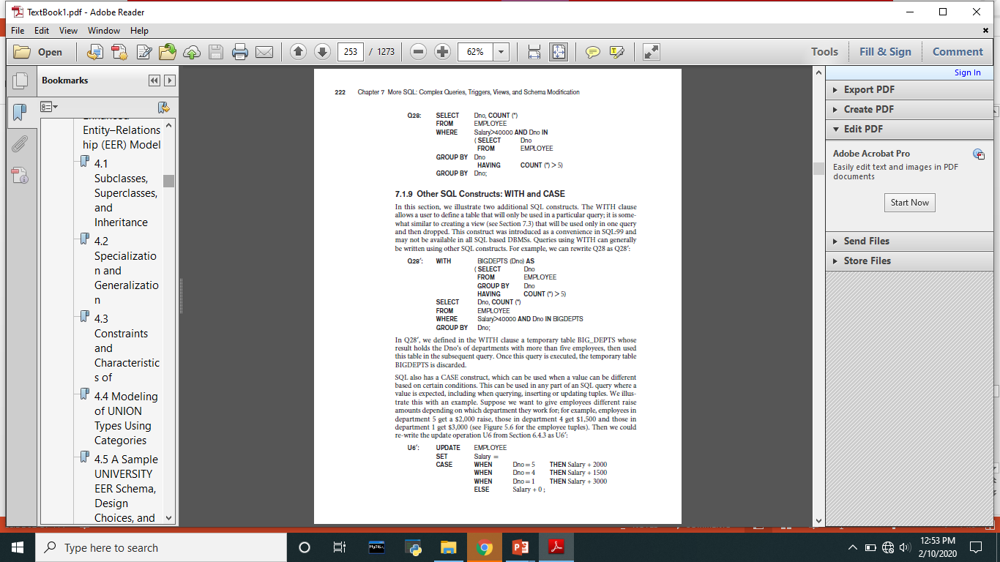 TextBook1.pdf - Adobe Reader
File Edit View Window Help
Open 253 / 1273 62% Tools Fill & Sign Comment
Sign In
Bookmarks
Entity–Relations
hip (EER) Model
4.1
Subclasses,
Superclasses,
and
Inheritance
4.2
Specializatio
n and
Generalizatio
n
4.3
Constraints
and
Characteristic
s of
4.4 Modeling
of UNION
Types Using
Categories
4.5 A Sample
UNIVERSITY
EER Schema,
Design
Choices, and
222 Chapter 7 More SQL: Complex Queries, Triggers, Views, and Schema Modification
Q28: SELECT Dno, COUNT (*)
FROM EMPLOYEE
WHERE Salary>40000 AND Dno IN
( SELECT Dno
FROM EMPLOYEE
GROUP BY Dno
HAVING COUNT (*) > 5)
GROUP BY Dno;
7.1.9 Other SQL Constructs: WITH and CASE
In this section, we illustrate two additional SQL constructs. The WITH clause
allows a user to define a table that will only be used in a particular query; it is some-
what similar to creating a view (see Section 7.3) that will be used only in one query
and then dropped. This construct was introduced as a convenience in SQL:99 and
may not be available in all SQL based DBMSs. Queries using WITH can generally
be written using other SQL constructs. For example, we can rewrite Q28 as Q28′:
Q28′: WITH BIGDEPTS (Dno) AS
( SELECT Dno
FROM EMPLOYEE
GROUP BY Dno
HAVING COUNT (*) > 5)
SELECT Dno, COUNT (*)
FROM EMPLOYEE
WHERE Salary>40000 AND Dno IN BIGDEPTS
GROUP BY Dno;
In Q28′, we defined in the WITH clause a temporary table BIG_DEPTS whose
result holds the Dno's of departments with more than five employees, then used
this table in the subsequent query. Once this query is executed, the temporary table
BIGDEPTS is discarded.
SQL also has a CASE construct, which can be used when a value can be different
based on certain conditions. This can be used in any part of an SQL query where a
value is expected, including when querying, inserting or updating tuples. We illus-
trate this with an example. Suppose we want to give employees different raise
amounts depending on which department they work for; for example, employees in
department 5 get a $2,000 raise, those in department 4 get $1,500 and those in
department 1 get $3,000 (see Figure 5.6 for the employee tuples). Then we could
re-write the update operation U6 from Section 6.4.3 as U6′:
U6′: UPDATE EMPLOYEE
SET Salary =
CASE WHEN Dno = 5 THEN Salary + 2000
WHEN Dno = 4 THEN Salary + 1500
WHEN Dno = 1 THEN Salary + 3000
ELSE Salary + 0 ;
Export PDF
Create PDF
Edit PDF
Adobe Acrobat Pro
Easily edit text and images in PDF
documents
Start Now
Send Files
Store Files
Type here to search
12:53 PM
2/10/2020